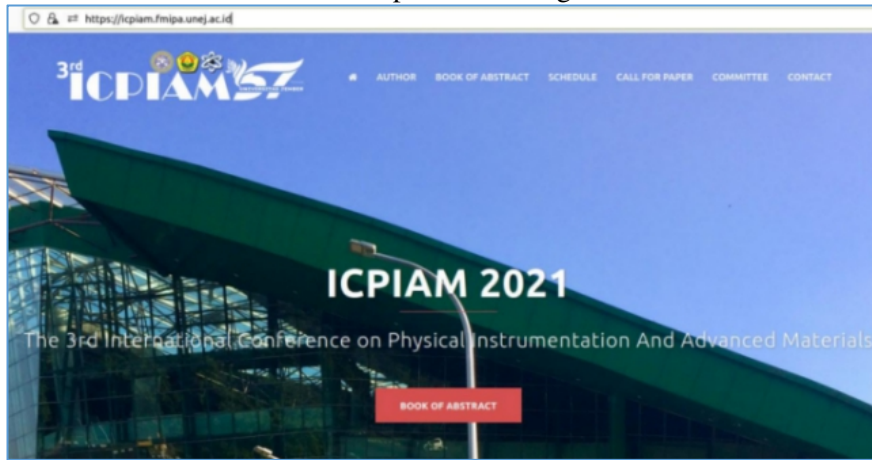 https://icpiam.fmipa.unej.ac.id
3rd ICPIAM 57
AUTHOR BOOK OF ABSTRACT SCHEDULE CALL FOR PAPER COMMITTEE CONTACT
ICPIAM 2021
The 3rd International Conference on Physical Instrumentation And Advanced Materials
BOOK OF ABSTRACT